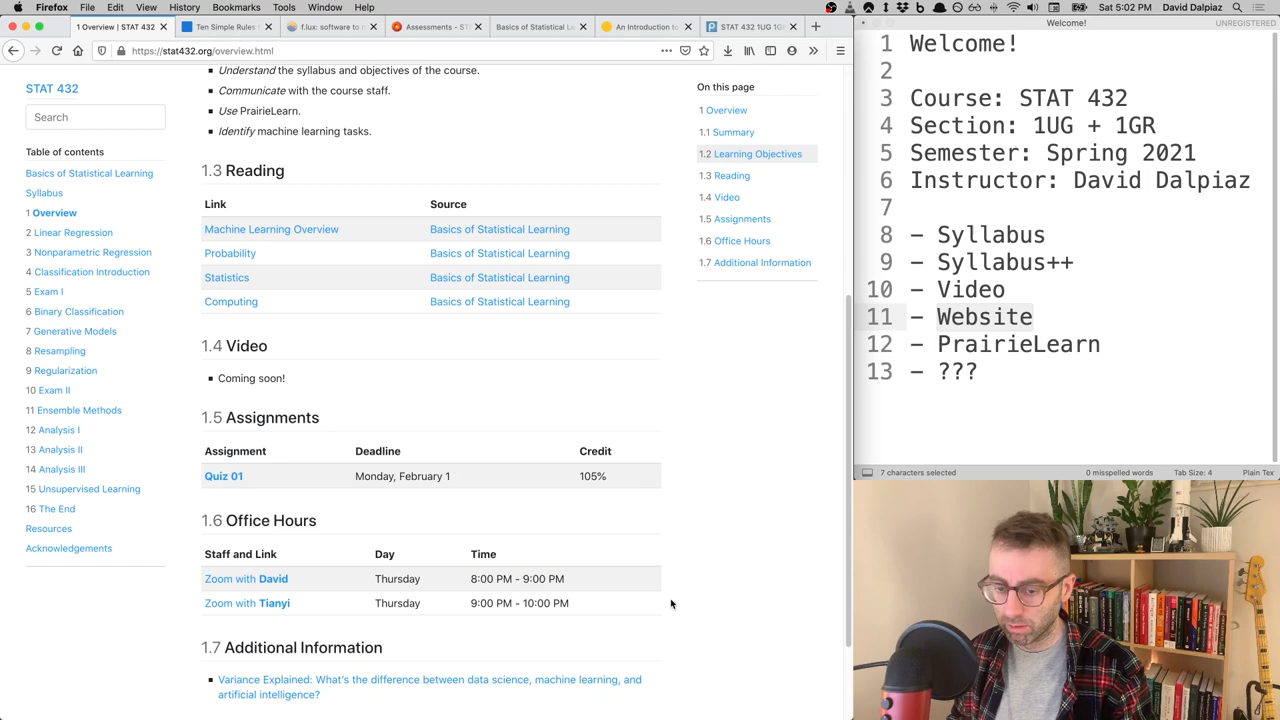 Firefox File Edit View History Bookmarks Tools Window Help
Sat 5:02 PM David Dalpiaz
1 Overview | STAT 432
Ten Simple Rules
f.lux: software to m
Assessments - ST
Basics of Statistical Le
An Introduction to
STAT 432 1UG 1G
https://stat432.org/overview.html
STAT 432
Search
Table of contents
Basics of Statistical Learning
Syllabus
1 Overview
2 Linear Regression
3 Nonparametric Regression
4 Classification Introduction
5 Exam I
6 Binary Classification
7 Generative Models
8 Resampling
9 Regularization
10 Exam II
11 Ensemble Methods
12 Analysis I
13 Analysis II
14 Analysis III
15 Unsupervised Learning
16 The End
Resources
Acknowledgements
Understand the syllabus and objectives of the course.
Communicate with the course staff.
Use PrairieLearn.
Identify machine learning tasks.
1.3 Reading
Link Source
Machine Learning Overview Basics of Statistical Learning
Probability Basics of Statistical Learning
Statistics Basics of Statistical Learning
Computing Basics of Statistical Learning
1.4 Video
Coming soon!
1.5 Assignments
Assignment Deadline Credit
Quiz 01 Monday, February 1 105%
1.6 Office Hours
Staff and Link Day Time
Zoom with David Thursday 8:00 PM - 9:00 PM
Zoom with Tianyi Thursday 9:00 PM - 10:00 PM
1.7 Additional Information
Variance Explained: What's the difference between data science, machine learning, and
artificial intelligence?
On this page
1 Overview
1.1 Summary
1.2 Learning Objectives
1.3 Reading
1.4 Video
1.5 Assignments
1.6 Office Hours
1.7 Additional Information
Welcome!
UNREGISTERED
1 Welcome!
2
3 Course: STAT 432
4 Section: 1UG + 1GR
5 Semester: Spring 2021
6 Instructor: David Dalpiaz
7
8 - Syllabus
9 - Syllabus++
10 - Video
11 - Website
12 - PrairieLearn
13 - ???
7 characters selected
0 misspelled words
Tab Size: 4
Plain Tex